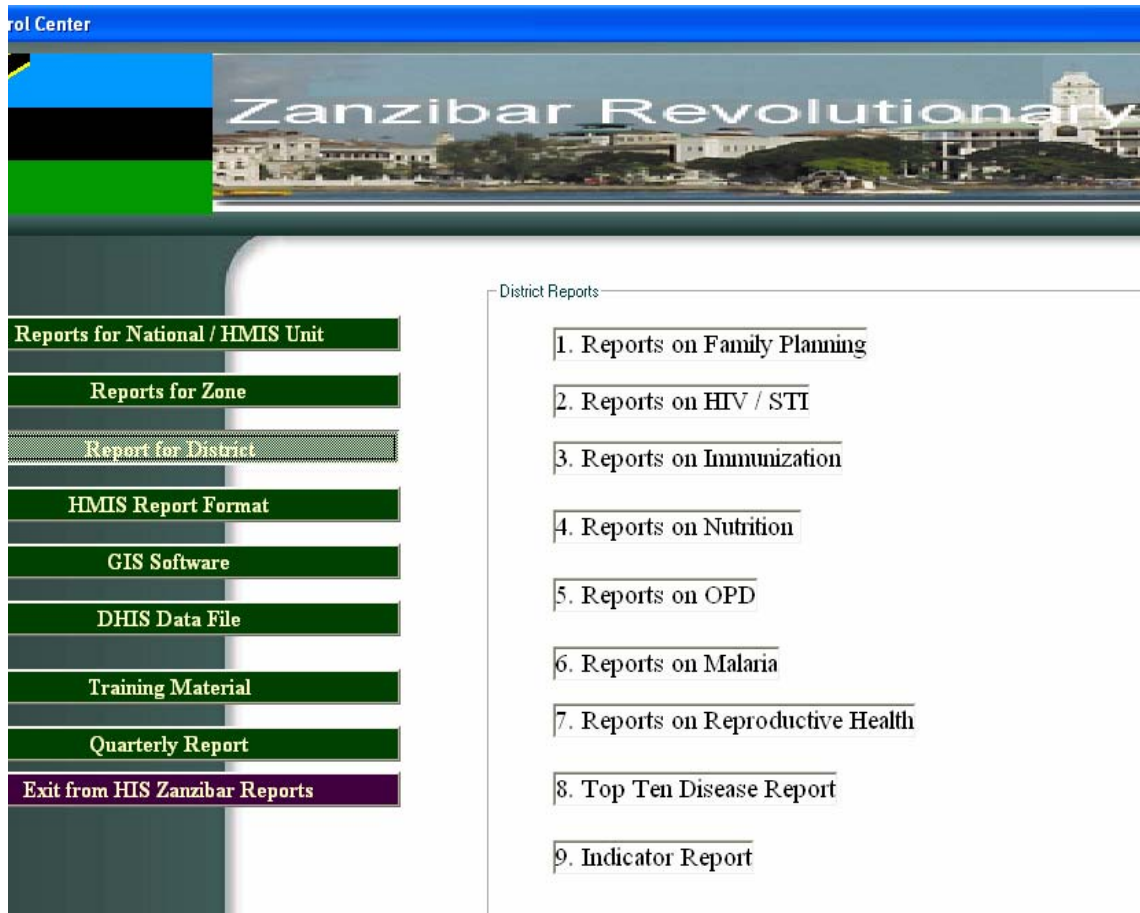 rol Center
Zanzibar Revolutionary
Reports for National / HMIS Unit
Reports for Zone
Report for District
HMIS Report Format
GIS Software
DHIS Data File
Training Material
Quarterly Report
Exit from HIS Zanzibar Reports
District Reports
1. Reports on Family Planning
2. Reports on HIV / STI
3. Reports on Immunization
4. Reports on Nutrition
5. Reports on OPD
6. Reports on Malaria
7. Reports on Reproductive Health
8. Top Ten Disease Report
9. Indicator Report